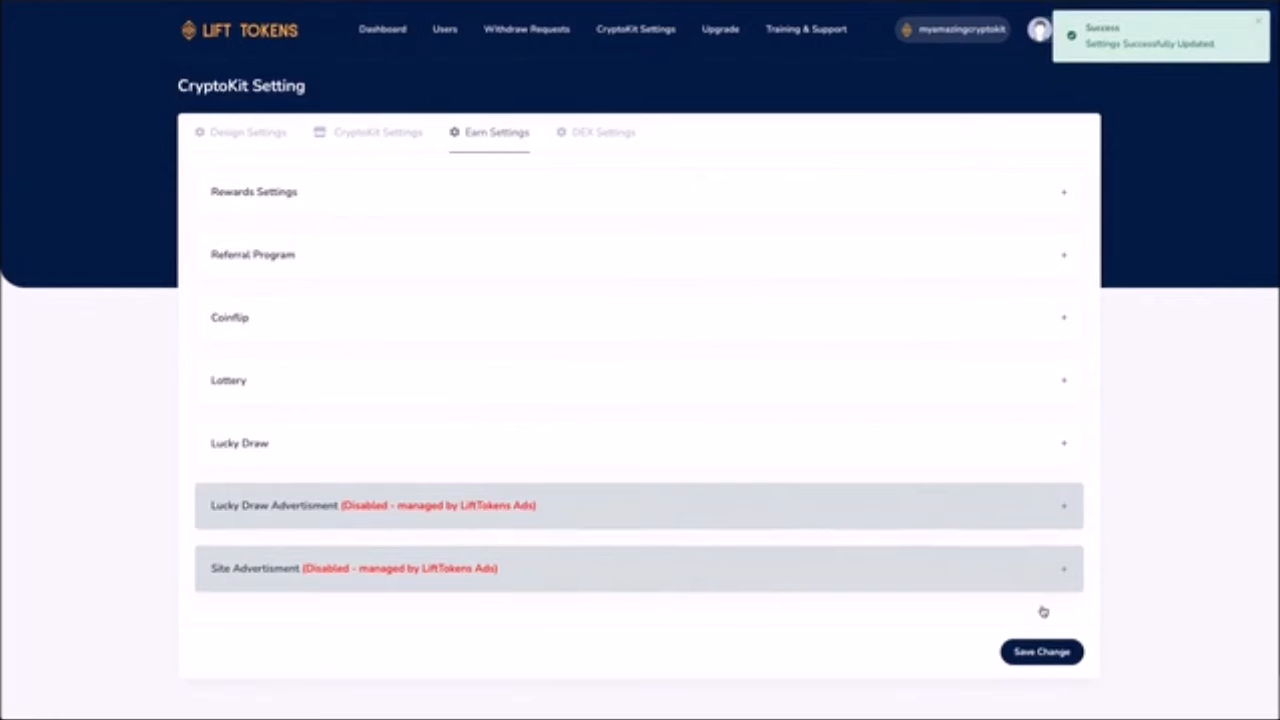 LIFT TOKENS
Dashboard
Users
Withdraw Requests
CryptoKit Settings
Upgrade
Training & Support
myamazingcryptokit
Success
Settings Successfully Updated.
CryptoKit Setting
Design Settings
CryptoKit Settings
Earn Settings
DEX Settings
Rewards Settings +
Referral Program +
Coinflip +
Lottery +
Lucky Draw +
Lucky Draw Advertisment (Disabled - managed by LiftTokens Ads) +
Site Advertisment (Disabled - managed by LiftTokens Ads) +
Save Change